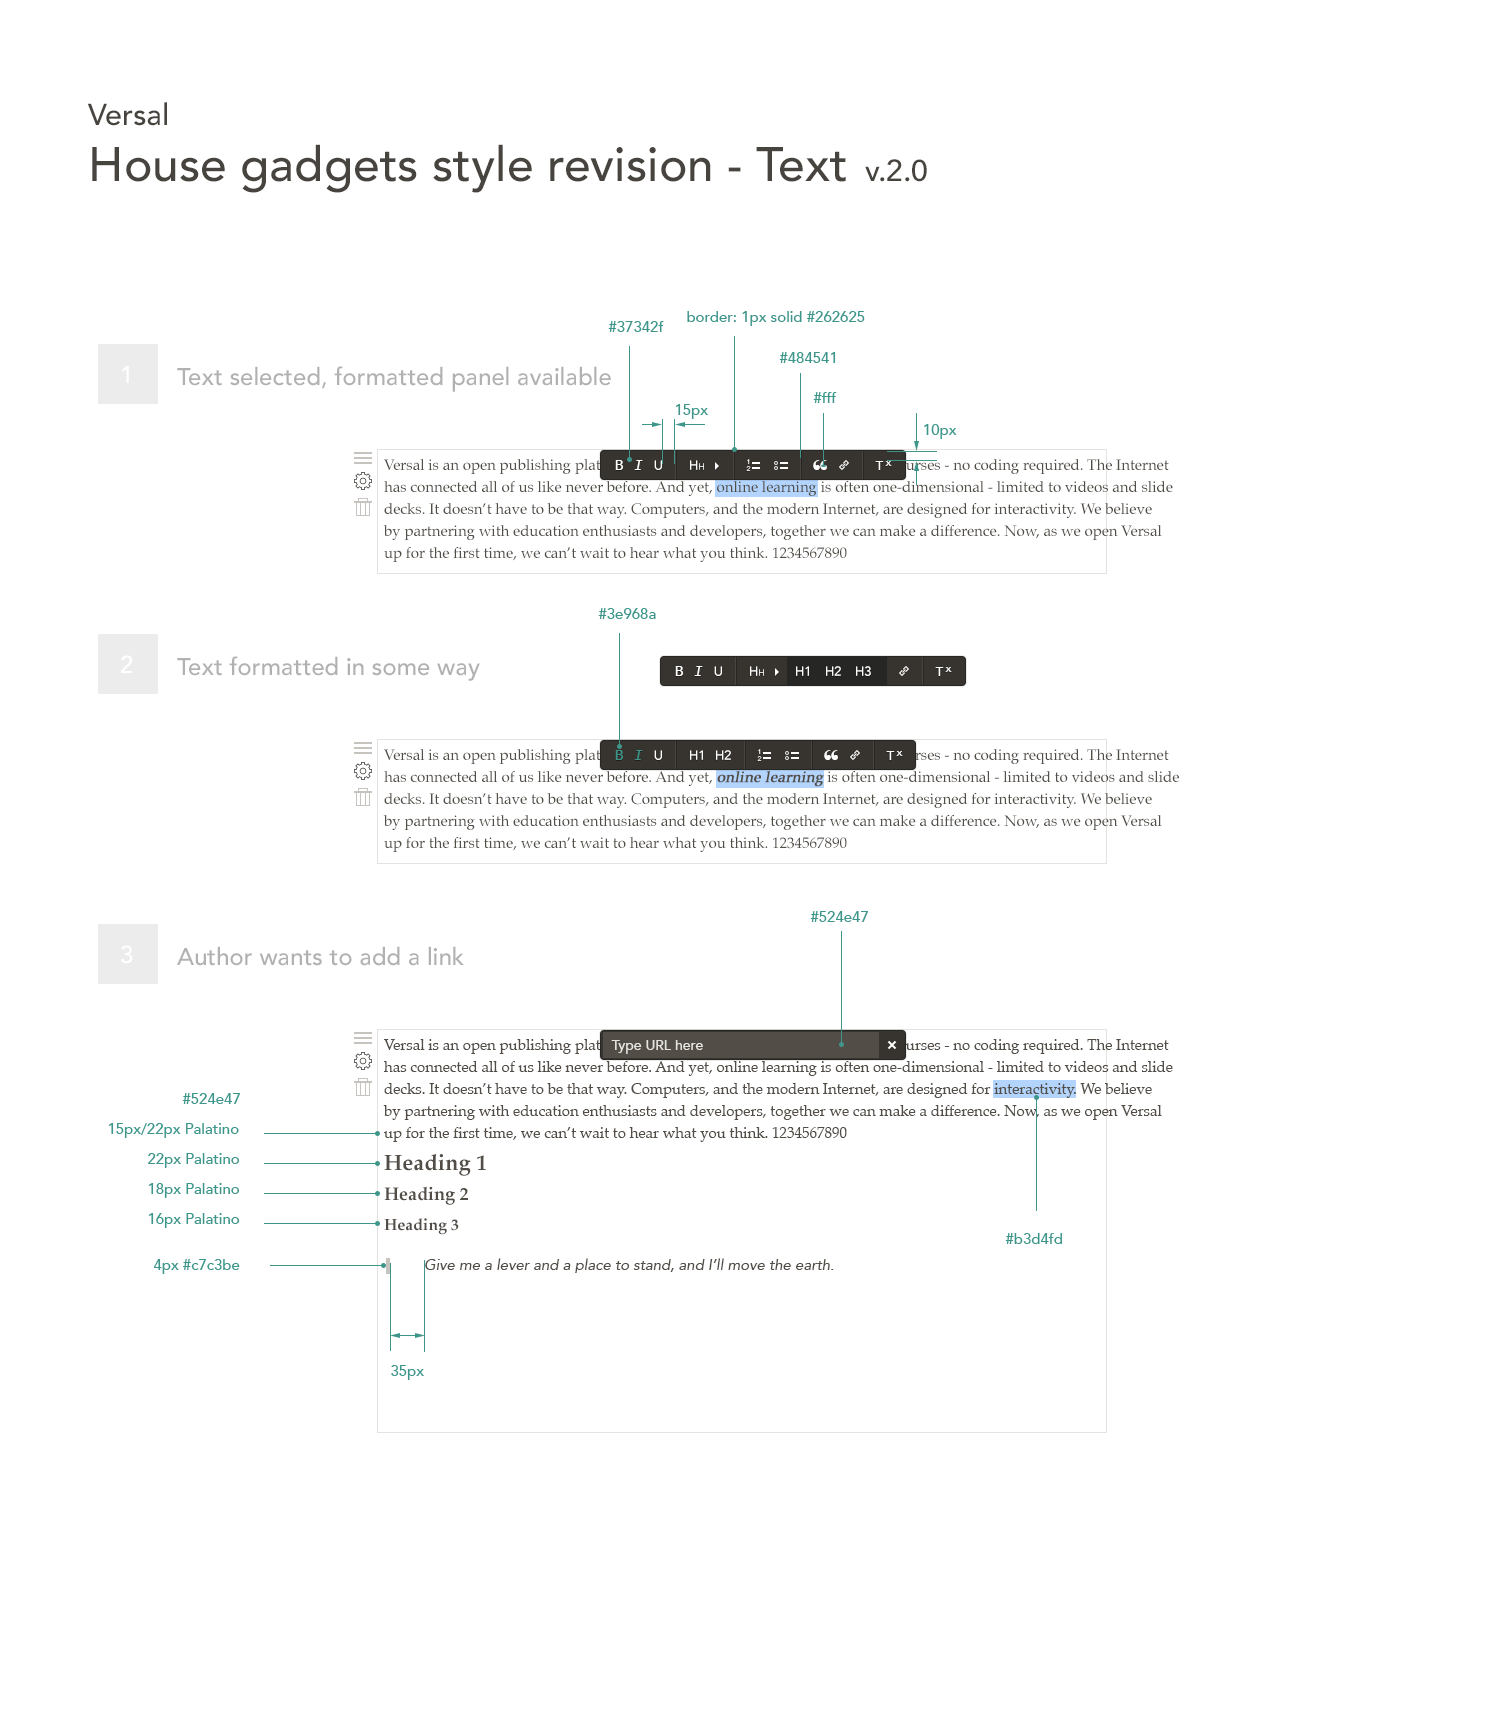 Versal
House gadgets style revision - Text v.2.0
#37342f
border: 1px solid #262625
#484541
#fff
1
Text selected, formatted panel available
15px
10px
B I U HH 1 2 T x
Versal is an open publishing plat urses - no coding required. The Internet
has connected all of us like never before. And yet, online learning is often one-dimensional - limited to videos and slide
decks. It doesn’t have to be that way. Computers, and the modern Internet, are designed for interactivity. We believe
by partnering with education enthusiasts and developers, together we can make a difference. Now, as we open Versal
up for the first time, we can’t wait to hear what you think. 1234567890
#3e968a
2
Text formatted in some way
B I U HH H1 H2 H3 T x
B I U H1 H2 1 2 T x
Versal is an open publishing plat rses - no coding required. The Internet
has connected all of us like never before. And yet, online learning is often one-dimensional - limited to videos and slide
decks. It doesn’t have to be that way. Computers, and the modern Internet, are designed for interactivity. We believe
by partnering with education enthusiasts and developers, together we can make a difference. Now, as we open Versal
up for the first time, we can’t wait to hear what you think. 1234567890
#524e47
3
Author wants to add a link
Type URL here ×
Versal is an open publishing plat urses - no coding required. The Internet
has connected all of us like never before. And yet, online learning is often one-dimensional - limited to videos and slide
decks. It doesn’t have to be that way. Computers, and the modern Internet, are designed for interactivity. We believe
by partnering with education enthusiasts and developers, together we can make a difference. Now, as we open Versal
up for the first time, we can’t wait to hear what you think. 1234567890
#524e47
15px/22px Palatino
22px Palatino
Heading 1
18px Palatino
Heading 2
16px Palatino
Heading 3
#b3d4fd
4px #c7c3be
Give me a lever and a place to stand, and I’ll move the earth.
35px